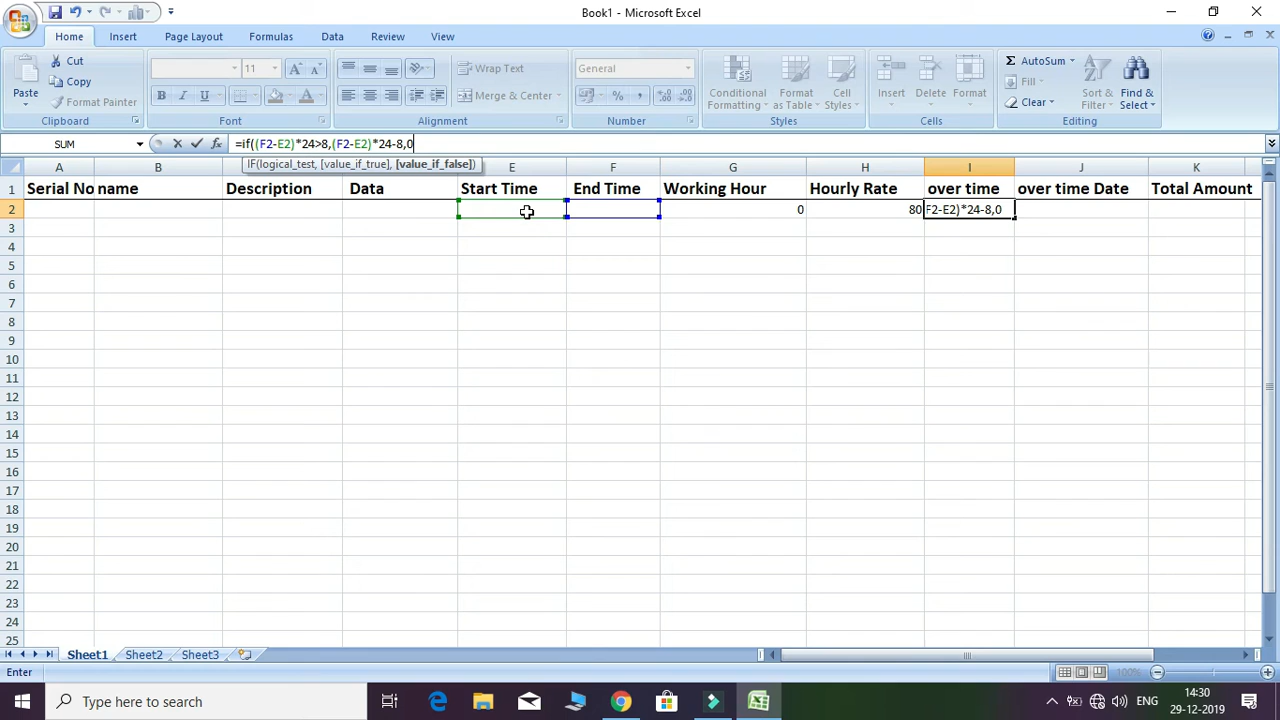 Book1 - Microsoft Excel
Home Insert Page Layout Formulas Data Review View
Paste
Cut
Copy
Format Painter
Clipboard
11
A A
B I U
A
Font
Wrap Text
Merge & Center
Alignment
General
% ,
Number
Conditional Formatting
Format as Table
Cell Styles
Styles
Insert
Delete
Format
Cells
Σ AutoSum
Fill
Clear
Sort & Filter
Find & Select
Editing
SUM
fx
=if((F2-E2)*24>8,(F2-E2)*24-8,0
IF(logical_test, [value_if_true], [value_if_false])
A B E F G H I J K
1 Serial No name Description Data Start Time End Time Working Hour Hourly Rate over time over time Date Total Amount
2 0 80 F2-E2)*24-8,0
3
4
5
6
7
8
9
10
11
12
13
14
15
16
17
18
19
20
21
22
23
24
25
Sheet1 Sheet2 Sheet3
Enter
100%
Type here to search
ENG
14:30
29-12-2019